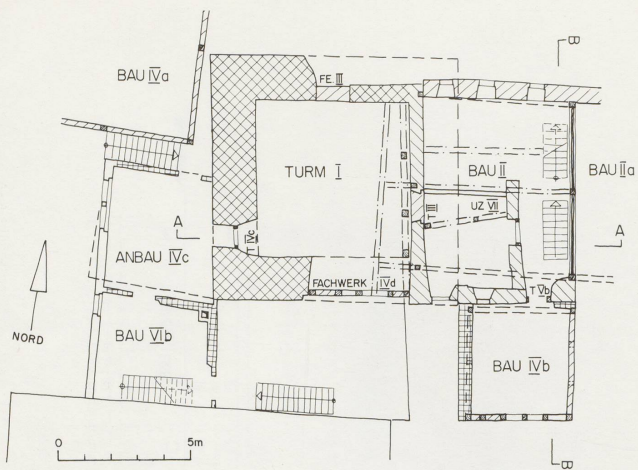 B
BAU IVa
FE. III
TURM I
BAU II
BAU IIa
T III
UZ VII
A
T IVc
A
ANBAU IVc
FACHWERK IVd
T Vb
NORD
BAU VIb
BAU IVb
0 5m
B